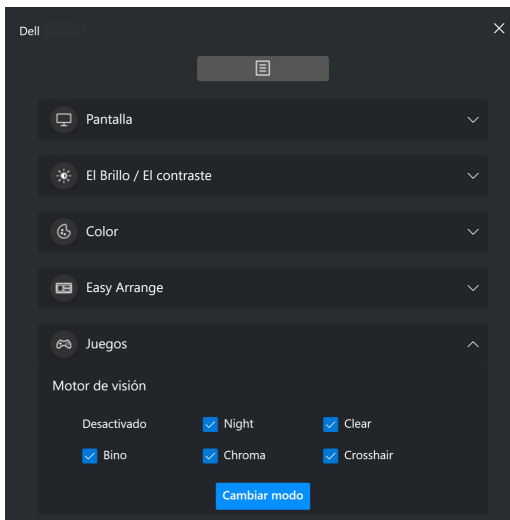 Dell
Pantalla
El Brillo / El contraste
Color
Easy Arrange
Juegos
Motor de visión
Desactivado Night Clear
Bino Chroma Crosshair
Cambiar modo